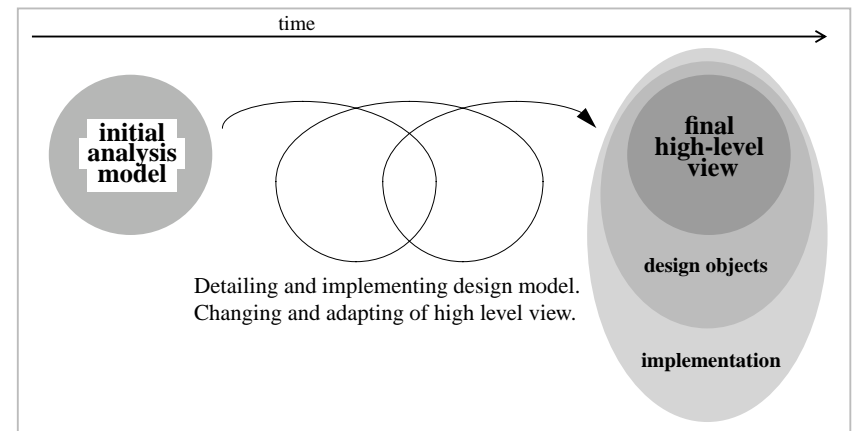 time
initial
analysis
model
final
high-level
view
Detailing and implementing design model.
Changing and adapting of high level view.
design objects
implementation